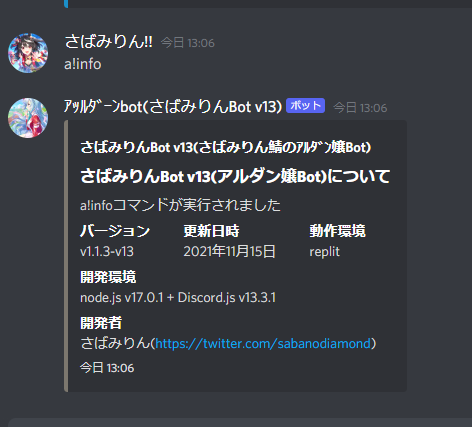 さばみりん!! 今日 13:06
a!info
ｱｯﾙﾀﾞｰﾝbot(さばみりんBot v13) ボット 今日 13:06
さばみりんBot v13(さばみりん鯖のｱﾙﾀﾞﾝ嬢Bot)
さばみりんBot v13(アルダン嬢Bot)について
a!infoコマンドが実行されました
バージョン 更新日時 動作環境
v1.1.3-v13 2021年11月15日 replit
開発環境
node.js v17.0.1 + Discord.js v13.3.1
開発者
さばみりん(https://twitter.com/sabanodiamond)
今日 13:06